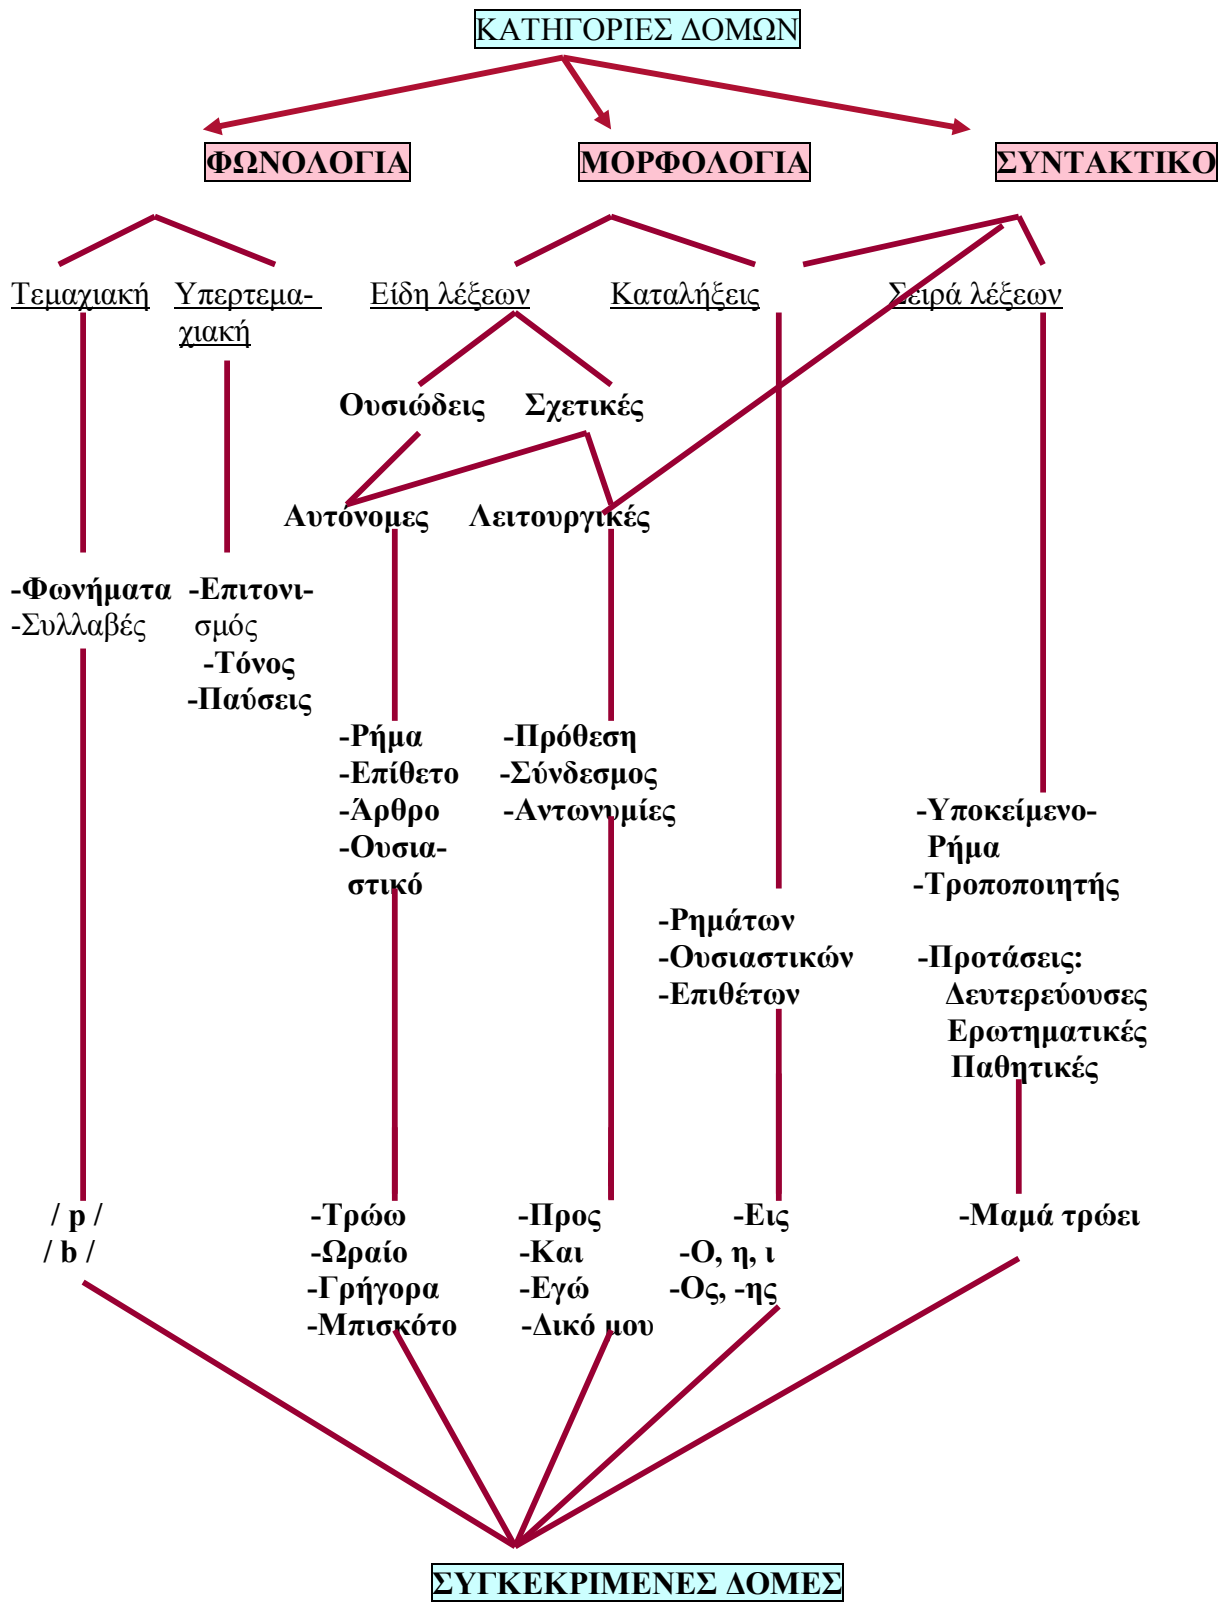 ΚΑΤΗΓΟΡΙΕΣ ΔΟΜΩΝ
ΦΩΝΟΛΟΓΙΑ ΜΟΡΦΟΛΟΓΙΑ ΣΥΝΤΑΚΤΙΚΟ
Τεμαχιακή Υπερτεμα- Είδη λέξεων Καταλήξεις Σειρά λέξεων
χιακή
Ουσιώδεις Σχετικές
Αυτόνομες Λειτουργικές
-Φωνήματα -Επιτονι-
-Συλλαβές σμός
-Τόνος
-Παύσεις
-Ρήμα -Πρόθεση
-Επίθετο -Σύνδεσμος
-Άρθρο -Αντωνυμίες -Υποκείμενο-
-Ουσια- Ρήμα
στικό -Τροποποιητής
-Ρημάτων
-Ουσιαστικών -Προτάσεις:
-Επιθέτων Δευτερεύουσες
Ερωτηματικές
Παθητικές
/ p / -Τρώω -Προς -Εις -Μαμά τρώει
/ b / -Ωραίο -Και -Ο, η, ι
-Γρήγορα -Εγώ -Ος, -ης
-Μπισκότο -Δικό μου
ΣΥΓΚΕΚΡΙΜΕΝΕΣ ΔΟΜΕΣ